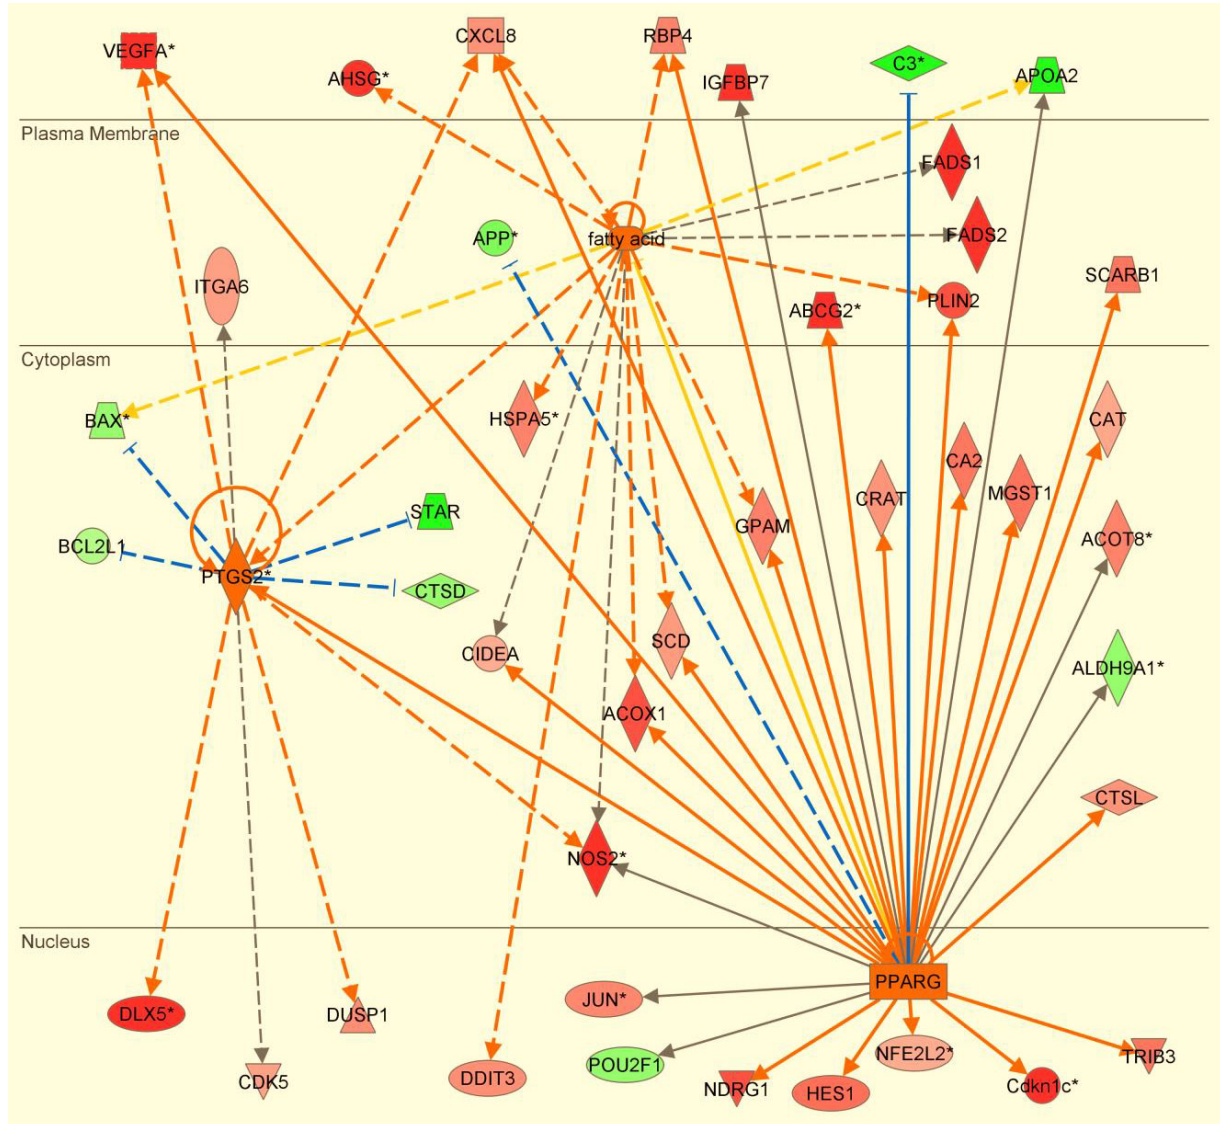 VEGFA*
CXCL8
RBP4
AHSG*
IGFBP7
C3*
APOA2
Plasma Membrane
FADS1
APP*
fatty acid
FADS2
ITGA6
ABCG2*
PLIN2
SCARB1
Cytoplasm
BAX*
HSPA5*
CAT
CA2
CRAT
MGST1
STAR
GPAM
ACOT8*
BCL2L1
PTGS2*
CTSD
CIDEA
SCD
ALDH9A1*
ACOX1
CTSL
NOS2*
Nucleus
PPARG
JUN*
DLX5*
DUSP1
NFE2L2*
TRIB3
POU2F1
CDK5
DDIT3
NDRG1
HES1
Cdkn1c*